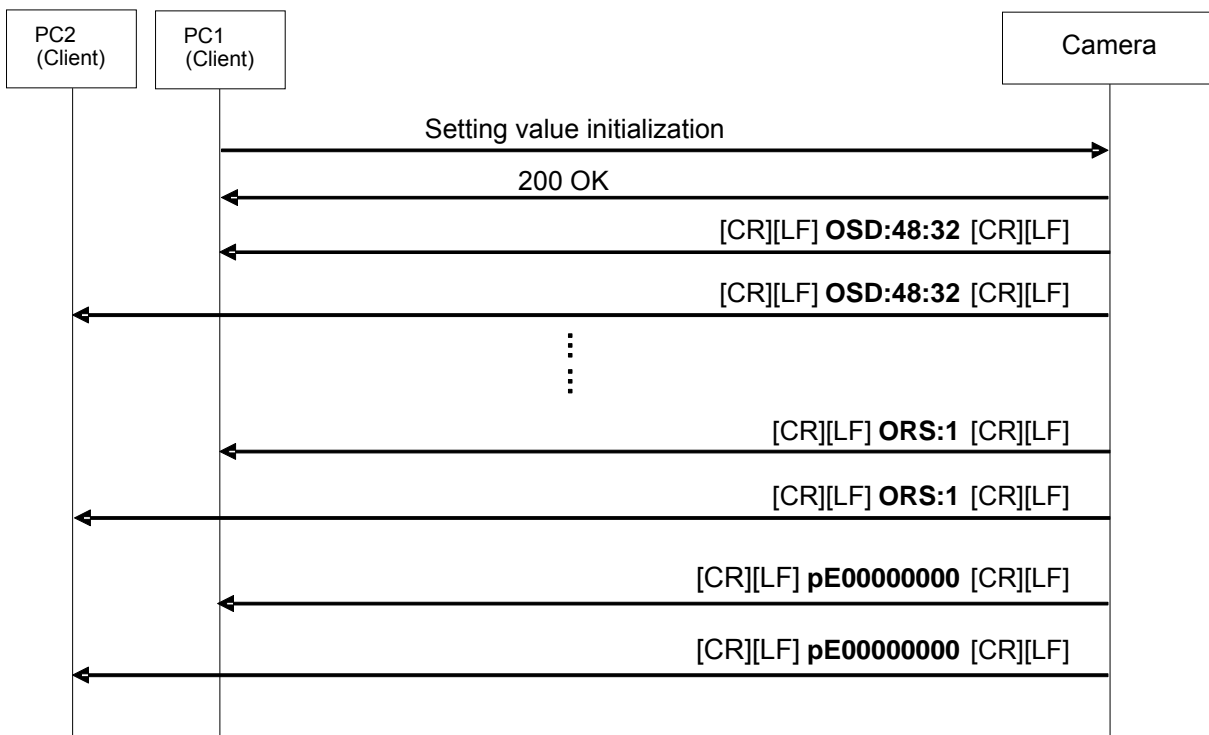 PC2
(Client)
PC1
(Client)
Camera
Setting value initialization
200 OK
[CR][LF] OSD:48:32 [CR][LF]
[CR][LF] OSD:48:32 [CR][LF]
[CR][LF] ORS:1 [CR][LF]
[CR][LF] ORS:1 [CR][LF]
[CR][LF] pE00000000 [CR][LF]
[CR][LF] pE00000000 [CR][LF]